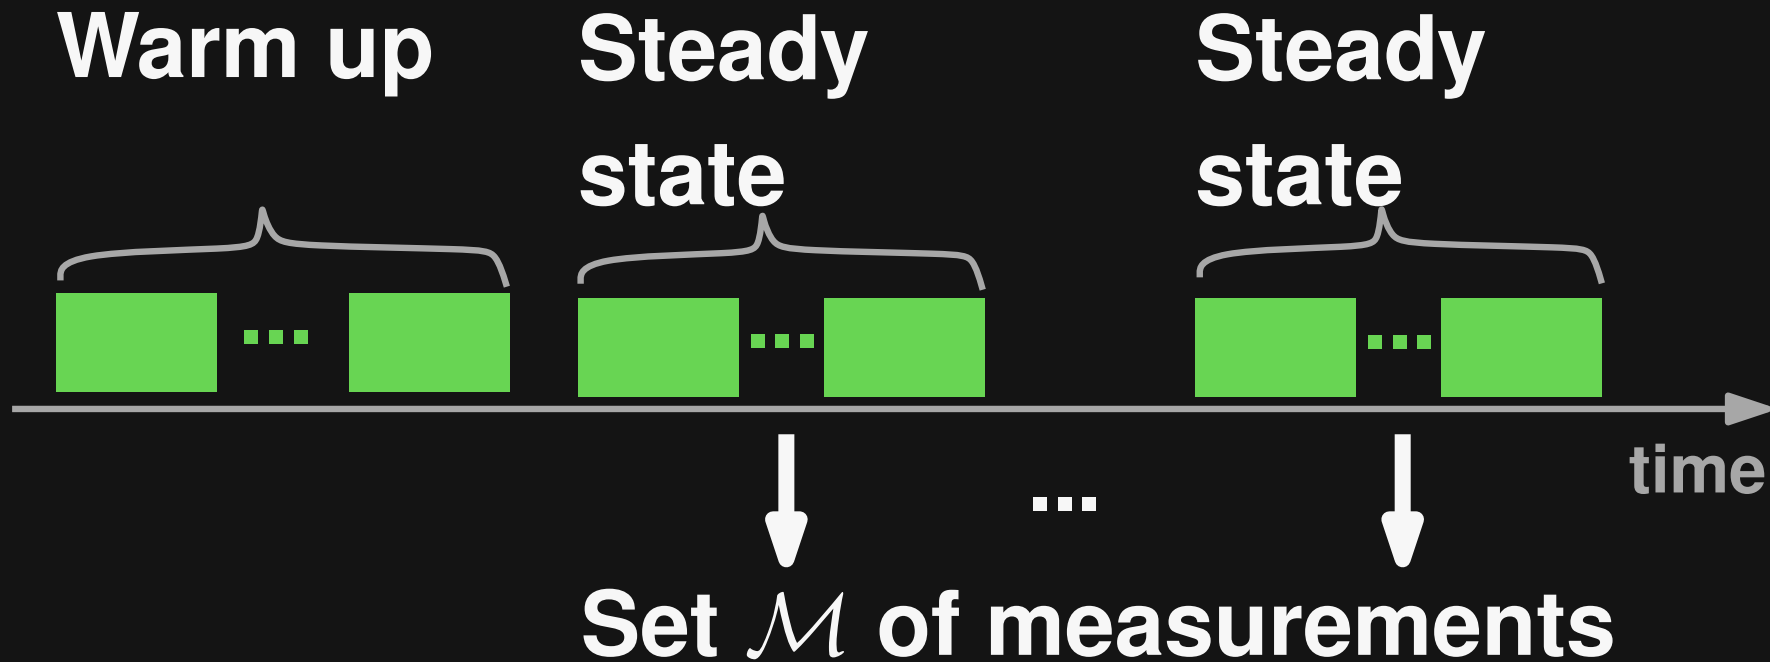 Warm up
Steady
state
Steady
state
time
Set ℳ of measurements